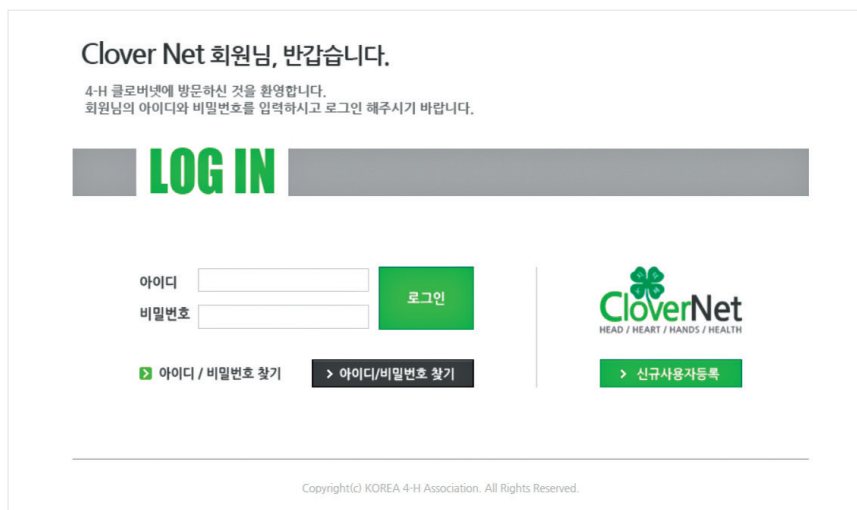 Clover Net 회원님, 반갑습니다.
4-H 클로버넷에 방문하신 것을 환영합니다.
회원님의 아이디와 비밀번호를 입력하시고 로그인 해주시기 바랍니다.
LOG IN
아이디
비밀번호
로그인
CloverNet
HEAD / HEART / HANDS / HEALTH
아이디 / 비밀번호 찾기
아이디/비밀번호 찾기
신규사용자등록
Copyright(c) KOREA 4-H Association. All Rights Reserved.